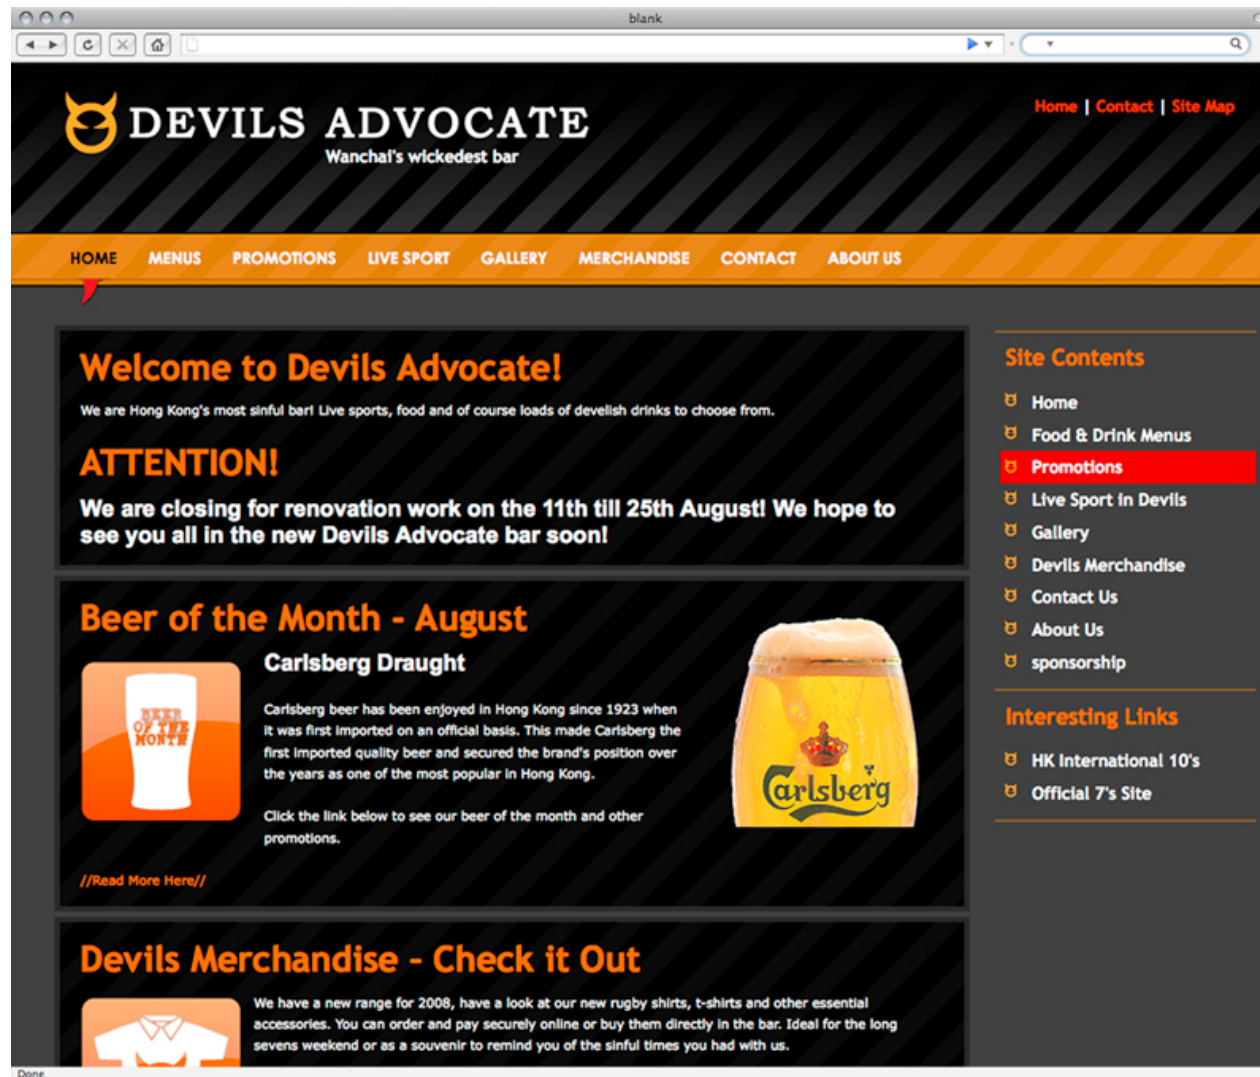 blank
DEVILS ADVOCATE
Wanchai's wickedest bar
Home | Contact | Site Map
HOME MENUS PROMOTIONS LIVE SPORT GALLERY MERCHANDISE CONTACT ABOUT US
Welcome to Devils Advocate!
We are Hong Kong's most sinful bar! Live sports, food and of course loads of develish drinks to choose from.
ATTENTION!
We are closing for renovation work on the 11th till 25th August! We hope to
see you all in the new Devils Advocate bar soon!
Beer of the Month - August
BEER
OF THE
MONTH
Carlsberg Draught
Carlsberg beer has been enjoyed in Hong Kong since 1923 when
it was first imported on an official basis. This made Carlsberg the
first imported quality beer and secured the brand's position over
the years as one of the most popular in Hong Kong.
Click the link below to see our beer of the month and other
promotions.
Carlsberg
//Read More Here//
Devils Merchandise - Check it Out
We have a new range for 2008, have a look at our new rugby shirts, t-shirts and other essential
accessories. You can order and pay securely online or buy them directly in the bar. Ideal for the long
sevens weekend or as a souvenir to remind you of the sinful times you had with us.
Site Contents
Home
Food & Drink Menus
Promotions
Live Sport in Devils
Gallery
Devils Merchandise
Contact Us
About Us
sponsorship
Interesting Links
HK International 10's
Official 7's Site
Done